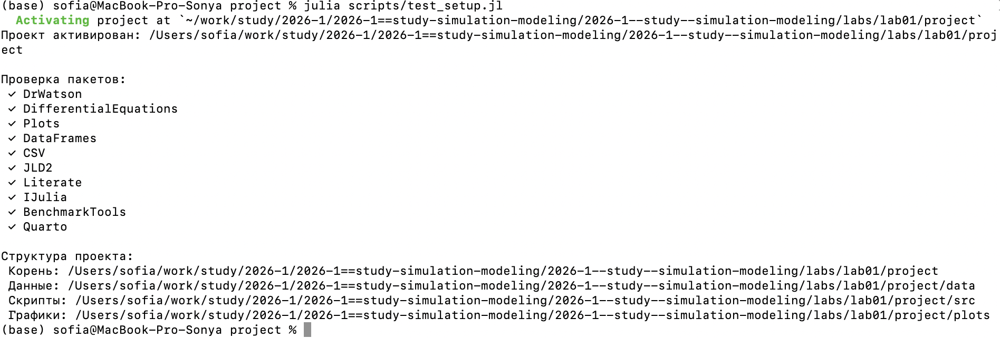 (base) sofia@MacBook-Pro-Sonya project % julia scripts/test_setup.jl
  Activating project at `~/work/study/2026-1/2026-1==study-simulation-modeling/2026-1--study--simulation-modeling/labs/lab01/project`
Проект активирован: /Users/sofia/work/study/2026-1/2026-1==study-simulation-modeling/2026-1--study--simulation-modeling/labs/lab01/proj
ect
Проверка пакетов:
 ✓ DrWatson
 ✓ DifferentialEquations
 ✓ Plots
 ✓ DataFrames
 ✓ CSV
 ✓ JLD2
 ✓ Literate
 ✓ IJulia
 ✓ BenchmarkTools
 ✓ Quarto
Структура проекта:
 Корень: /Users/sofia/work/study/2026-1/2026-1==study-simulation-modeling/2026-1--study--simulation-modeling/labs/lab01/project
 Данные: /Users/sofia/work/study/2026-1/2026-1==study-simulation-modeling/2026-1--study--simulation-modeling/labs/lab01/project/data
 Скрипты: /Users/sofia/work/study/2026-1/2026-1==study-simulation-modeling/2026-1--study--simulation-modeling/labs/lab01/project/src
 Графики: /Users/sofia/work/study/2026-1/2026-1==study-simulation-modeling/2026-1--study--simulation-modeling/labs/lab01/project/plots
(base) sofia@MacBook-Pro-Sonya project %